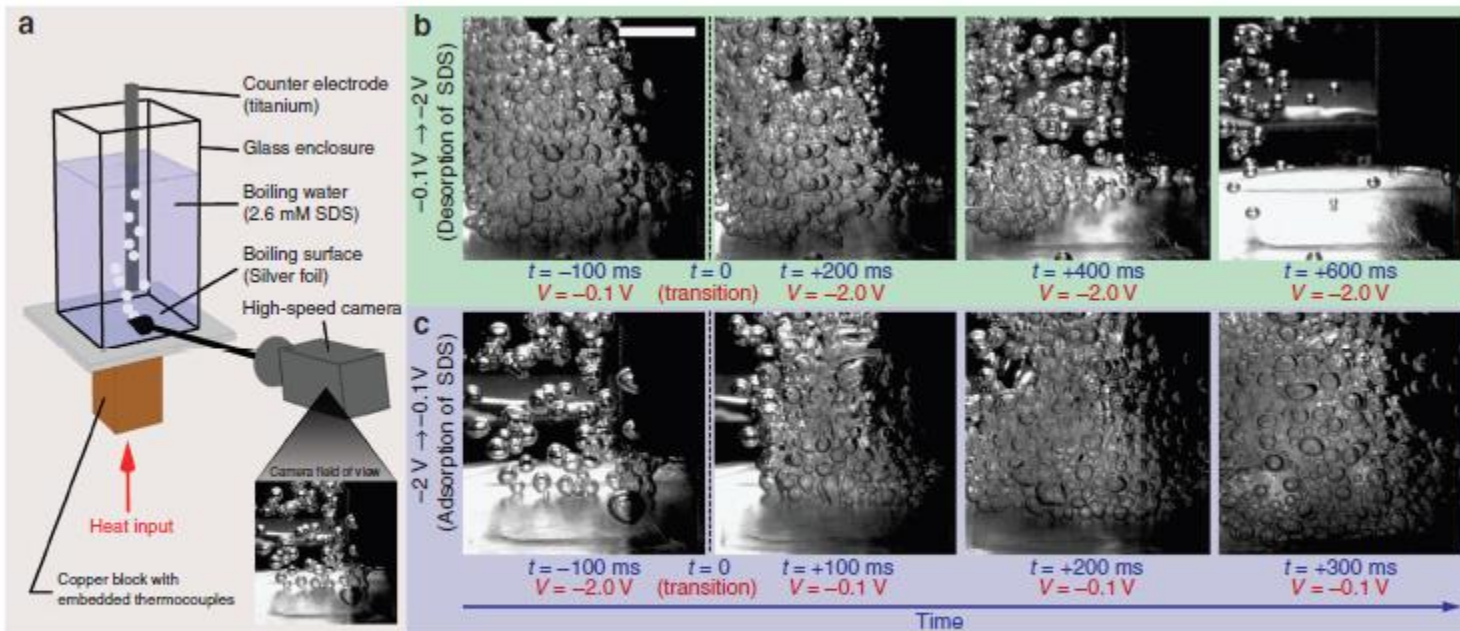 a
Counter electrode
(titanium)
Glass enclosure
Boiling water
(2.6 mM SDS)
Boiling surface
(Silver foil)
High-speed camera
Camera field of view
Heat input
Copper block with
embedded thermocouples
b
−0.1 V → −2 V
(Desorption of SDS)
t = −100 ms
V = −0.1 V
t = 0
(transition)
+200 ms
V = −2.0 V
t = +400 ms
V = −2.0 V
t = +600 ms
V = −2.0 V
c
−2 V → −0.1 V
(Adsorption of SDS)
t = −100 ms
V = −2.0 V
t = 0
(transition)
+100 ms
V = −0.1 V
t = +200 ms
V = −0.1 V
t = +300 ms
V = −0.1 V
Time